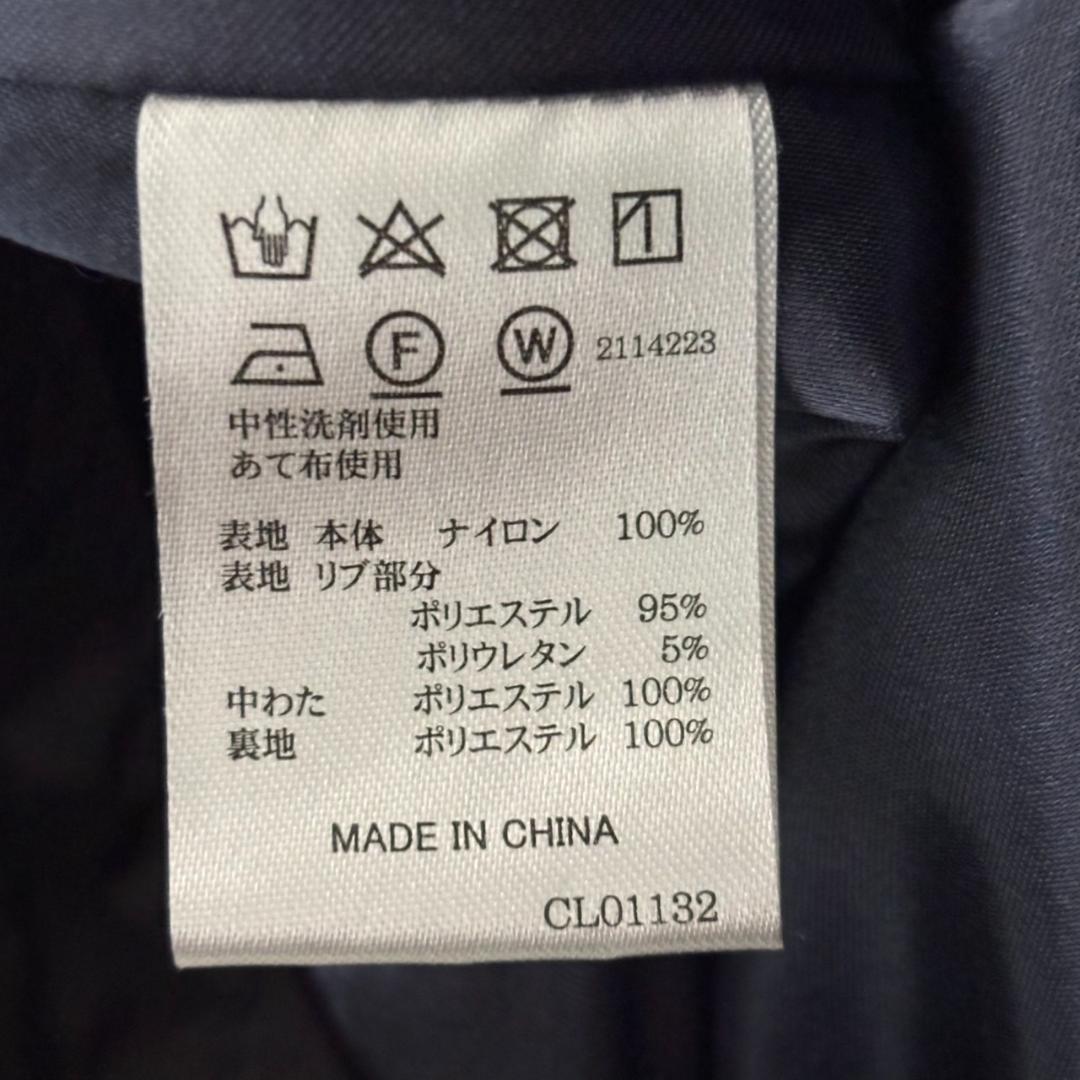 F W 2114223
中性洗剤使用
あて布使用
表地 本体 ナイロン 100%
表地 リブ部分
ポリエステル 95%
ポリウレタン 5%
中わた ポリエステル 100%
裏地 ポリエステル 100%
MADE IN CHINA
CL01132